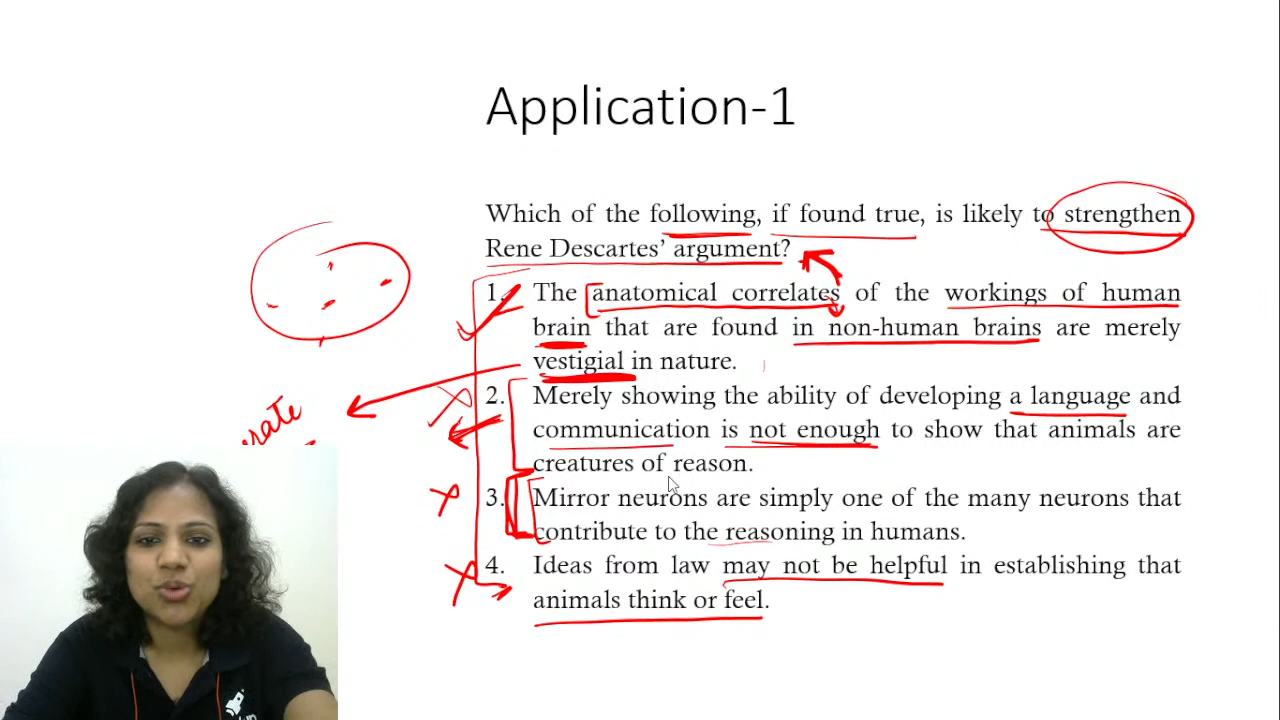 Application-1
Which of the following, if found true, is likely to strengthen
Rene Descartes' argument?
1. The anatomical correlates of the workings of human
brain that are found in non-human brains are merely
vestigial in nature.
2. Merely showing the ability of developing a language and
communication is not enough to show that animals are
creatures of reason.
3. Mirror neurons are simply one of the many neurons that
contribute to the reasoning in humans.
4. Ideas from law may not be helpful in establishing that
animals think or feel.